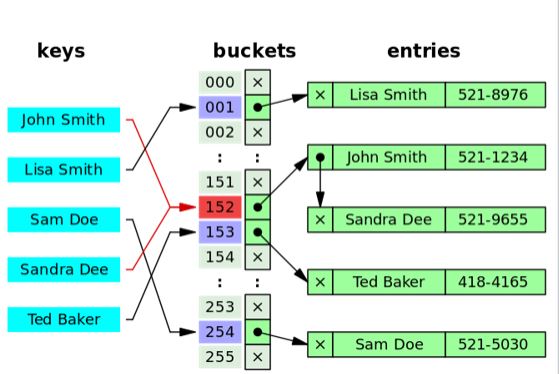 keys buckets entries
000 ×
× Lisa Smith 521-8976
001
John Smith
002 ×
: :
× John Smith 521-1234
Lisa Smith
151 ×
152
Sam Doe
× Sandra Dee 521-9655
153
154 ×
Sandra Dee
: :
× Ted Baker 418-4165
253 ×
Ted Baker
254
× Sam Doe 521-5030
255 ×